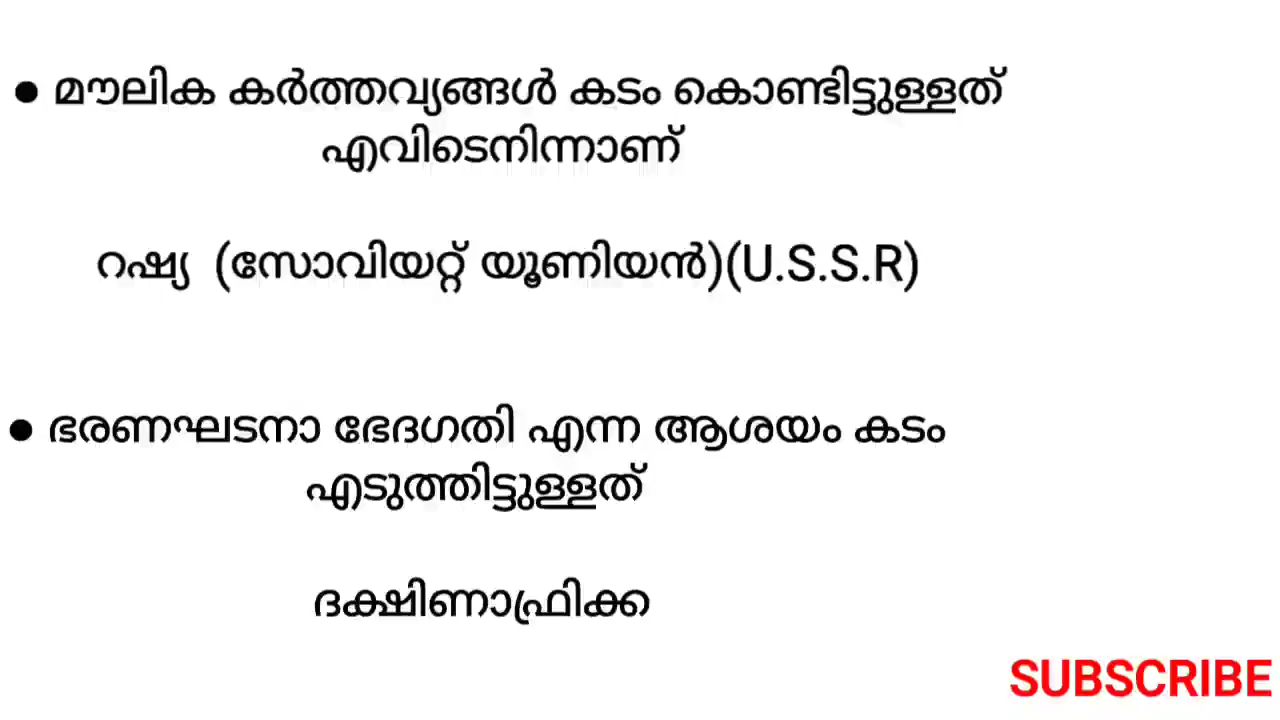 • മൗലിക കർത്തവ്യങ്ങൾ കടം കൊണ്ടിട്ടുള്ളത്
എവിടെനിന്നാണ്
റഷ്യ (സോവിയറ്റ് യൂണിയൻ)(U.S.S.R)
• ഭരണഘടനാ ഭേദഗതി എന്ന ആശയം കടം
എടുത്തിട്ടുള്ളത്
ദക്ഷിണാഫ്രിക്ക
SUBSCRIBE